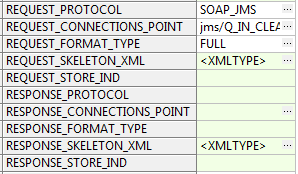 REQUEST_PROTOCOL SOAP_JMS
REQUEST_CONNECTIONS_POINT jms/Q_IN_CLEA ...
REQUEST_FORMAT_TYPE FULL ...
REQUEST_SKELETON_XML <XMLTYPE> ...
REQUEST_STORE_IND
RESPONSE_PROTOCOL
RESPONSE_CONNECTIONS_POINT ...
RESPONSE_FORMAT_TYPE
RESPONSE_SKELETON_XML <XMLTYPE> ...
RESPONSE_STORE_IND